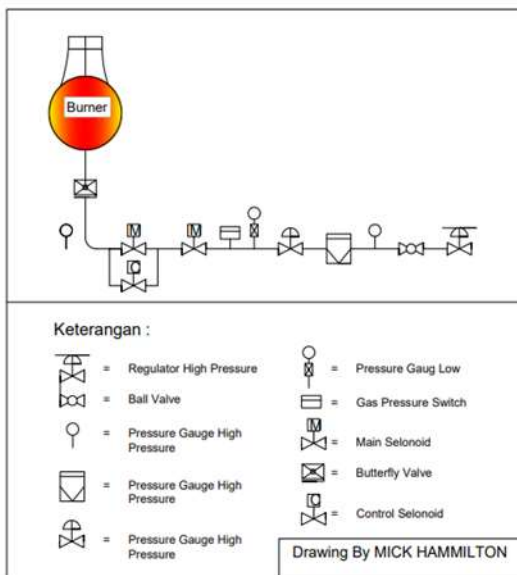 Burner
M
M
C
Keterangan :
= Regulator High Pressure
= Ball Valve
= Pressure Gauge High
Pressure
= Pressure Gauge High
Pressure
= Pressure Gauge High
Pressure
= Pressure Gaug Low
= Gas Pressure Switch
M
= Main Selonoid
= Butterfly Valve
C
= Control Selonoid
Drawing By MICK HAMMILTON